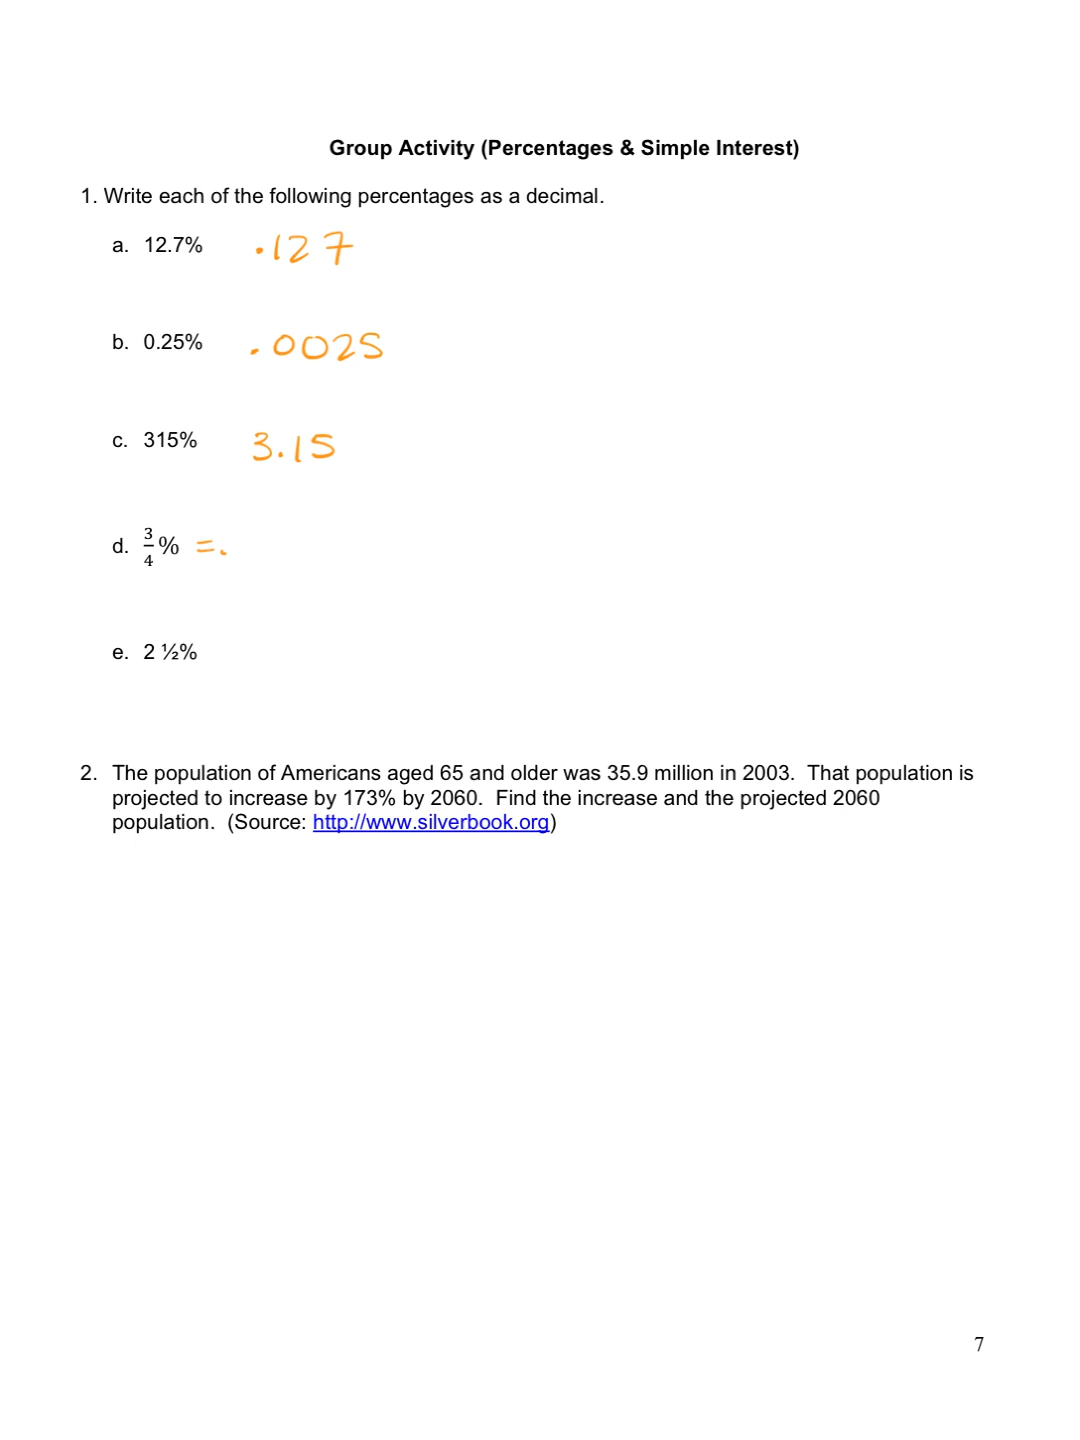 Group Activity (Percentages & Simple Interest)
1. Write each of the following percentages as a decimal.
a. 12.7% .127
b. 0.25% .0025
c. 315% 3.15
d. 3/4% =.
e. 2 ½%
2. The population of Americans aged 65 and older was 35.9 million in 2003. That population is
projected to increase by 173% by 2060. Find the increase and the projected 2060
population. (Source: http://www.silverbook.org)
7